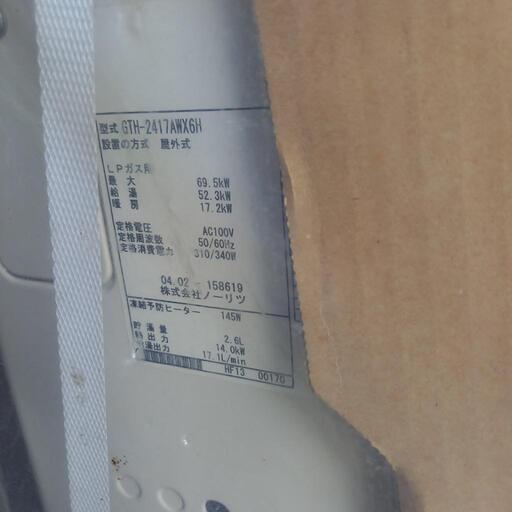 型式 GTH-2417AWX6H
設置の方式 屋外式
LPガス用
最大 69.5kW
給湯 52.3kW
暖房 17.2kW
定格電圧 AC100V
定格周波数 50/60Hz
定格消費電力 310/340W
04.02 - 158619
株式会社ノーリツ
凍結予防ヒーター 145W
貯湯量 2.6L
出力 14.0kW
出力 17.1L/min
HF13 00170